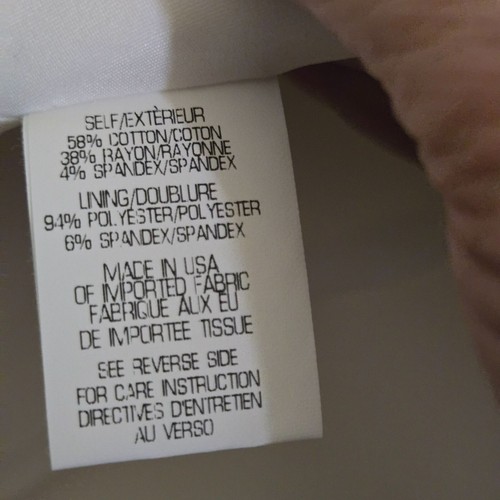 SELF/EXTÈRIEUR
58% COTTON/COTON
38% RAYON/RAYONNE
4% SPANDEX/SPANDEX
LINING/DOUBLURE
94% POLYESTER/POLYESTER
6% SPANDEX/SPANDEX
MADE IN USA
OF IMPORTED FABRIC
FABRIQUE AUX EU
DE IMPORTEE TISSUE
SEE REVERSE SIDE
FOR CARE INSTRUCTION
DIRECTIVES D'ENTRETIEN
AU VERSO